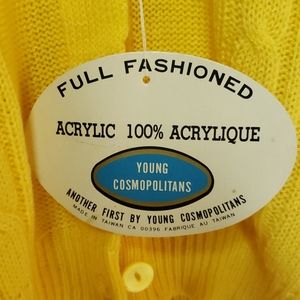 FULL FASHIONED
ACRYLIC 100% ACRYLIQUE
YOUNG
COSMOPOLITANS
ANOTHER FIRST BY YOUNG COSMOPOLITANS
MADE IN TAIWAN CA 00396 FABRIQUE AU TAIWAN